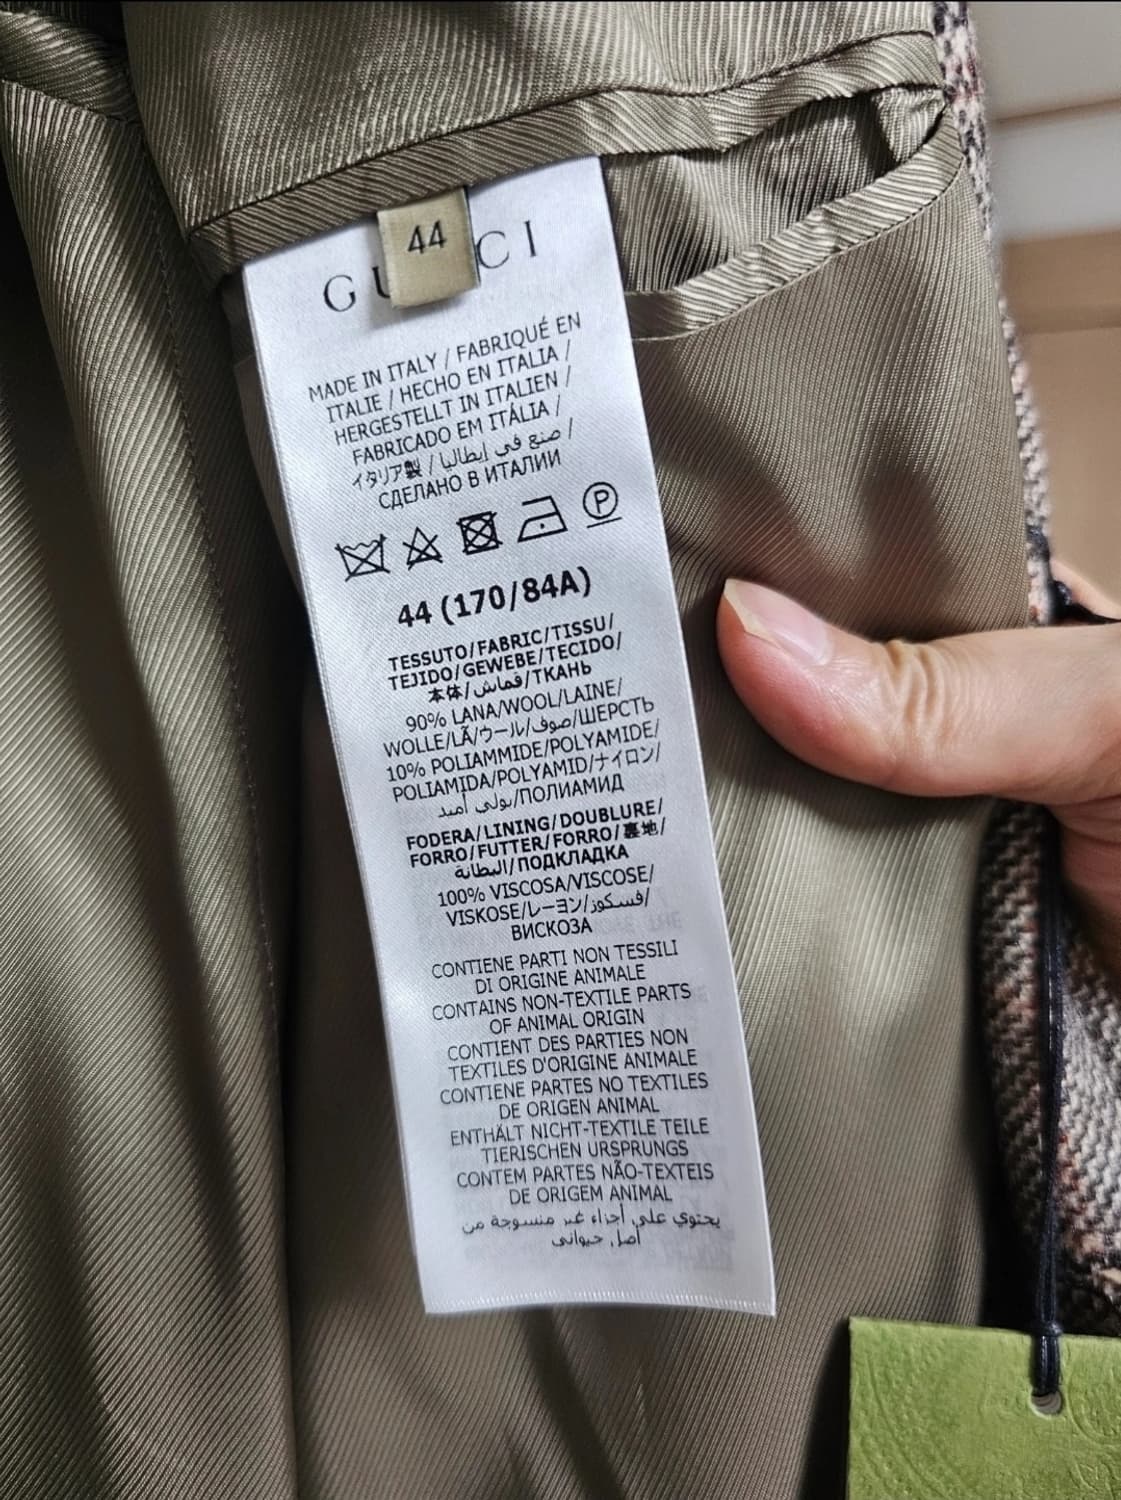 44
GUCCI
MADE IN ITALY / FABRIQUÉ EN
ITALIE / HECHO EN ITALIA /
HERGESTELLT IN ITALIEN /
FABRICADO EM ITÁLIA /
イタリア製 / صنع في إيطاليا /
СДЕЛАНО В ИТАЛИИ
P
44 (170/84A)
TESSUTO/FABRIC/TISSU/
TEJIDO/GEWEBE/TECIDO/
本体/قماش/ТКАНЬ
90% LANA/WOOL/LAINE/
WOLLE/LÃ/ウール/صوف/ШЕРСТЬ
10% POLIAMMIDE/POLYAMIDE/
POLIAMIDA/POLYAMID/ナイロン/
بولي أميد/ПОЛИАМИД
FODERA/LINING/DOUBLURE/
FORRO/FUTTER/FORRO/裏地/
البطانة/ПОДКЛАДКА
100% VISCOSA/VISCOSE/
VISKOSE/レーヨン/فسكوز/
ВИСКОЗА
CONTIENE PARTI NON TESSILI
DI ORIGINE ANIMALE
CONTAINS NON-TEXTILE PARTS
OF ANIMAL ORIGIN
CONTIENT DES PARTIES NON
TEXTILES D'ORIGINE ANIMALE
CONTIENE PARTES NO TEXTILES
DE ORIGEN ANIMAL
ENTHÄLT NICHT-TEXTILE TEILE
TIERISCHEN URSPRUNGS
CONTEM PARTES NÃO-TEXTEIS
DE ORIGEM ANIMAL
يحتوي على أجزاء غير منسوجة من
أصل حيواني